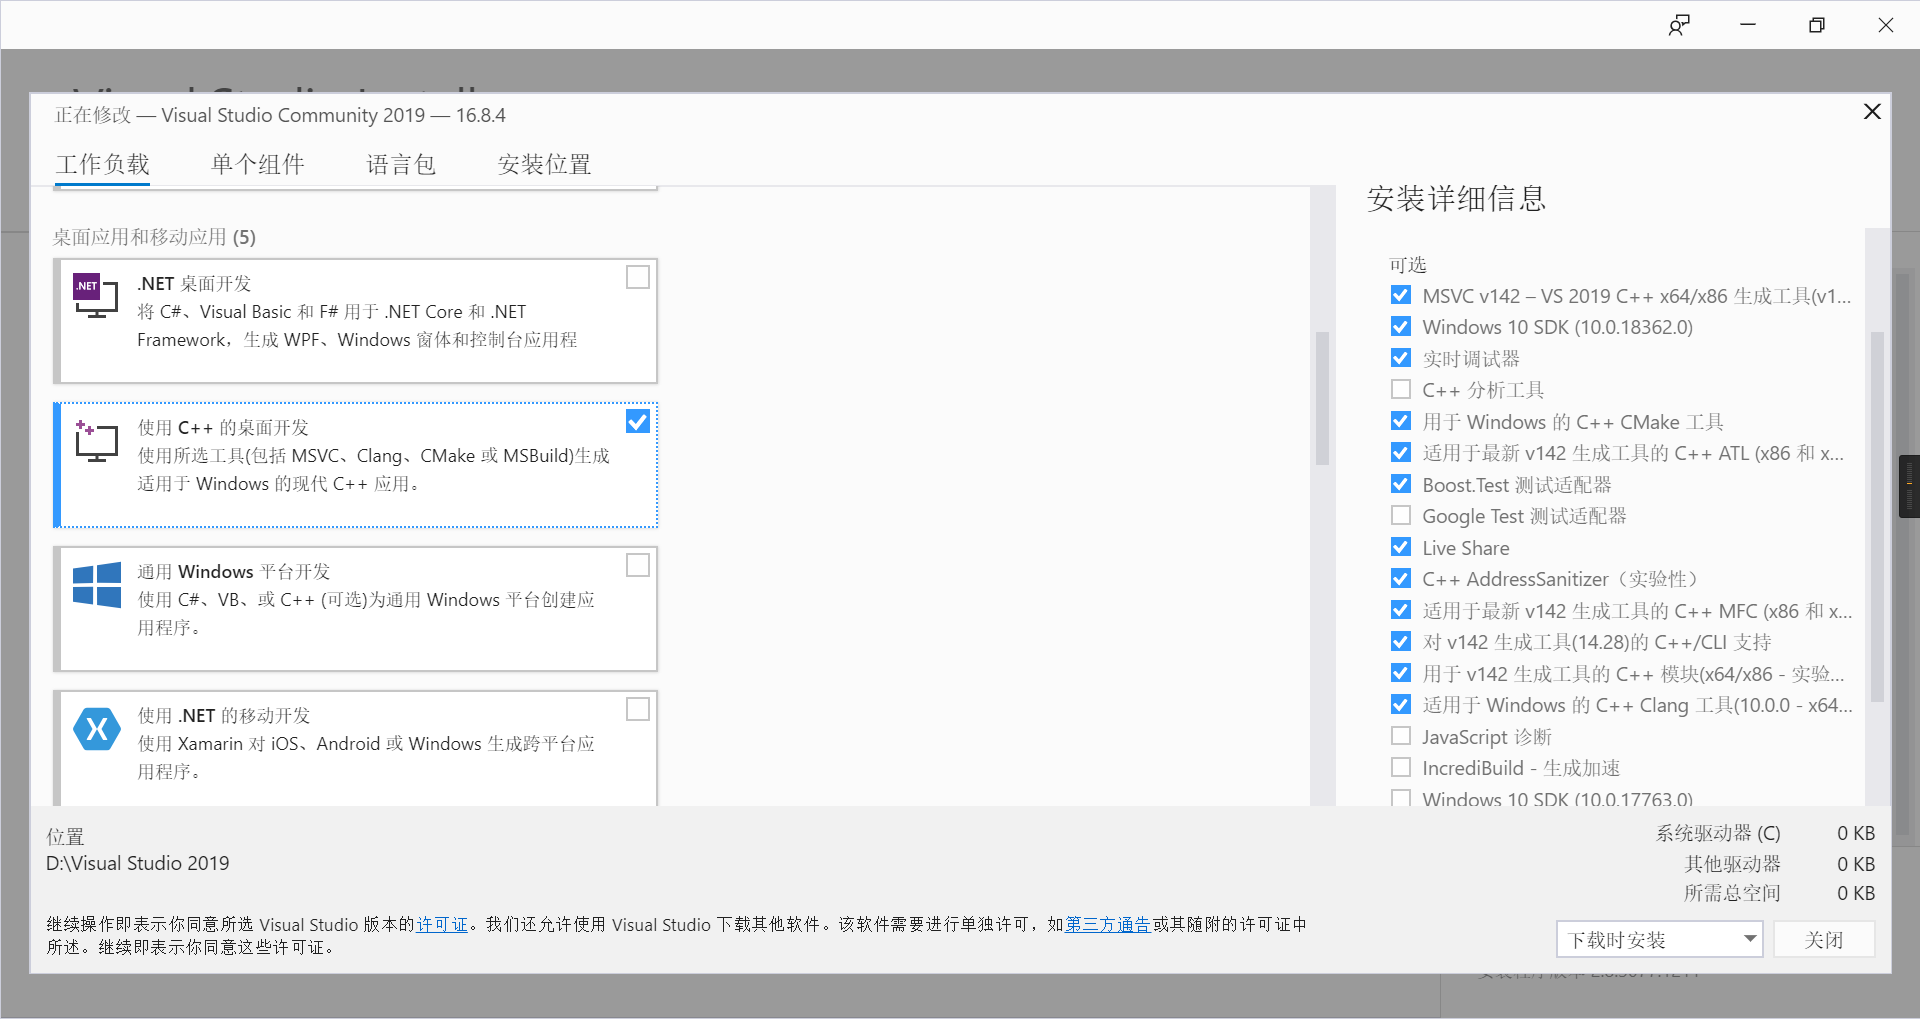 正在修改 — Visual Studio Community 2019 — 16.8.4
工作负载 单个组件 语言包 安装位置
桌面应用和移动应用 (5)
.NET
.NET 桌面开发
将 C#、Visual Basic 和 F# 用于 .NET Core 和 .NET
Framework，生成 WPF、Windows 窗体和控制台应用程
使用 C++ 的桌面开发
使用所选工具(包括 MSVC、Clang、CMake 或 MSBuild)生成
适用于 Windows 的现代 C++ 应用。
通用 Windows 平台开发
使用 C#、VB、或 C++ (可选)为通用 Windows 平台创建应
用程序。
使用 .NET 的移动开发
使用 Xamarin 对 iOS、Android 或 Windows 生成跨平台应
用程序。
安装详细信息
可选
MSVC v142 – VS 2019 C++ x64/x86 生成工具(v1...
Windows 10 SDK (10.0.18362.0)
实时调试器
C++ 分析工具
用于 Windows 的 C++ CMake 工具
适用于最新 v142 生成工具的 C++ ATL (x86 和 x...
Boost.Test 测试适配器
Google Test 测试适配器
Live Share
C++ AddressSanitizer（实验性）
适用于最新 v142 生成工具的 C++ MFC (x86 和 x...
对 v142 生成工具(14.28)的 C++/CLI 支持
用于 v142 生成工具的 C++ 模块(x64/x86 - 实验...
适用于 Windows 的 C++ Clang 工具(10.0.0 - x64...
JavaScript 诊断
IncrediBuild - 生成加速
Windows 10 SDK (10.0.17763.0)
位置
D:\Visual Studio 2019
系统驱动器 (C) 0 KB
其他驱动器 0 KB
所需总空间 0 KB
继续操作即表示你同意所选 Visual Studio 版本的许可证。我们还允许使用 Visual Studio 下载其他软件。该软件需要进行单独许可，如第三方通告或其随附的许可证中
所述。继续即表示你同意这些许可证。
下载时安装 关闭